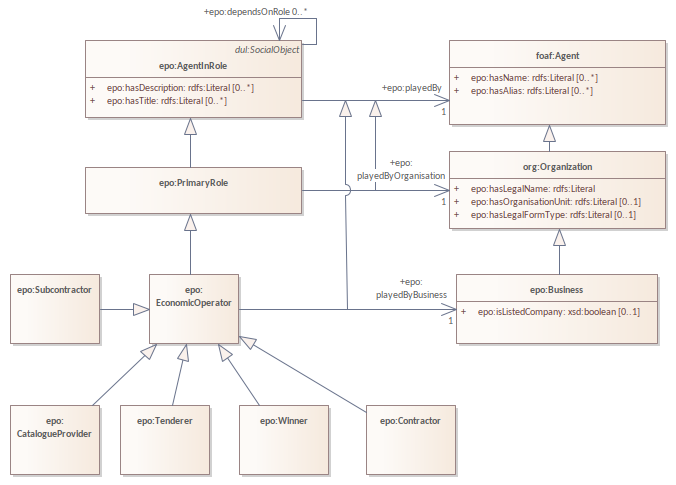 +epo:dependsOnRole 0..*
dul:SocialObject
epo:AgentInRole
+ epo:hasDescription: rdfs:Literal [0..*]
+ epo:hasTitle: rdfs:Literal [0..*]
foaf:Agent
+ epo:hasName: rdfs:Literal [0..*]
+ epo:hasAlias: rdfs:Literal [0..*]
+epo:playedBy
1
epo:PrimaryRole
+epo:
playedByOrganisation
1
org:Organization
+ epo:hasLegalName: rdfs:Literal
+ epo:hasOrganisationUnit: rdfs:Literal [0..1]
+ epo:hasLegalFormType: rdfs:Literal [0..1]
epo:Subcontractor
epo:
EconomicOperator
+epo:
playedByBusiness
1
epo:Business
+ epo:isListedCompany: xsd:boolean [0..1]
epo:
CatalogueProvider
epo:Tenderer
epo:Winner
epo:Contractor